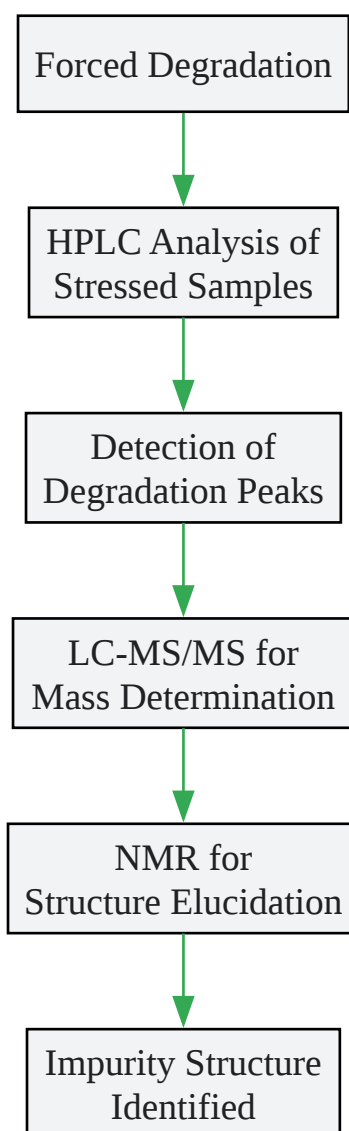 Forced Degradation
HPLC Analysis of
Stressed Samples
Detection of
Degradation Peaks
LC-MS/MS for
Mass Determination
NMR for
Structure Elucidation
Impurity Structure
Identified